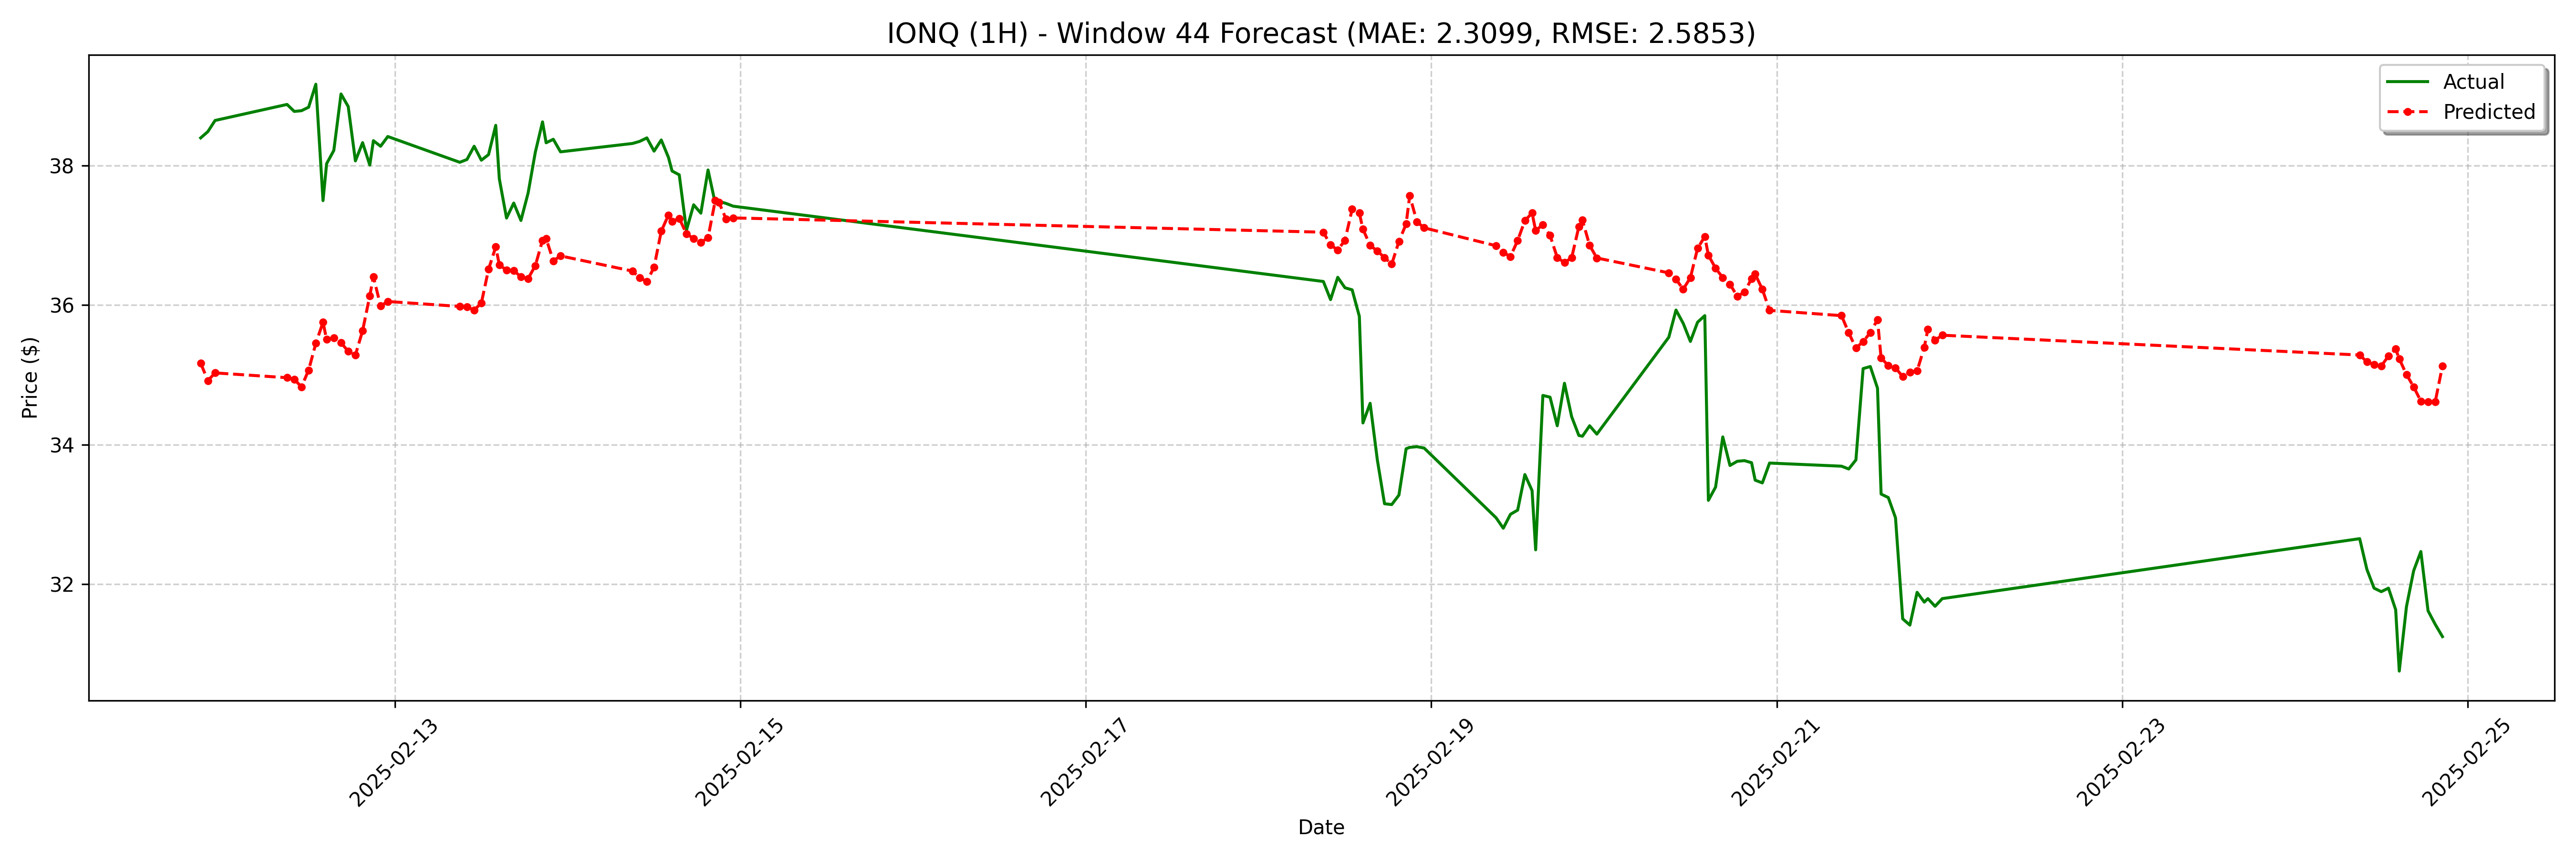 IONQ (1H) - Window 44 Forecast (MAE: 2.3099, RMSE: 2.5853)
Actual
Predicted
Price ($)
38
36
34
32
2025-02-13
2025-02-15
2025-02-17
2025-02-19
2025-02-21
2025-02-23
2025-02-25
Date